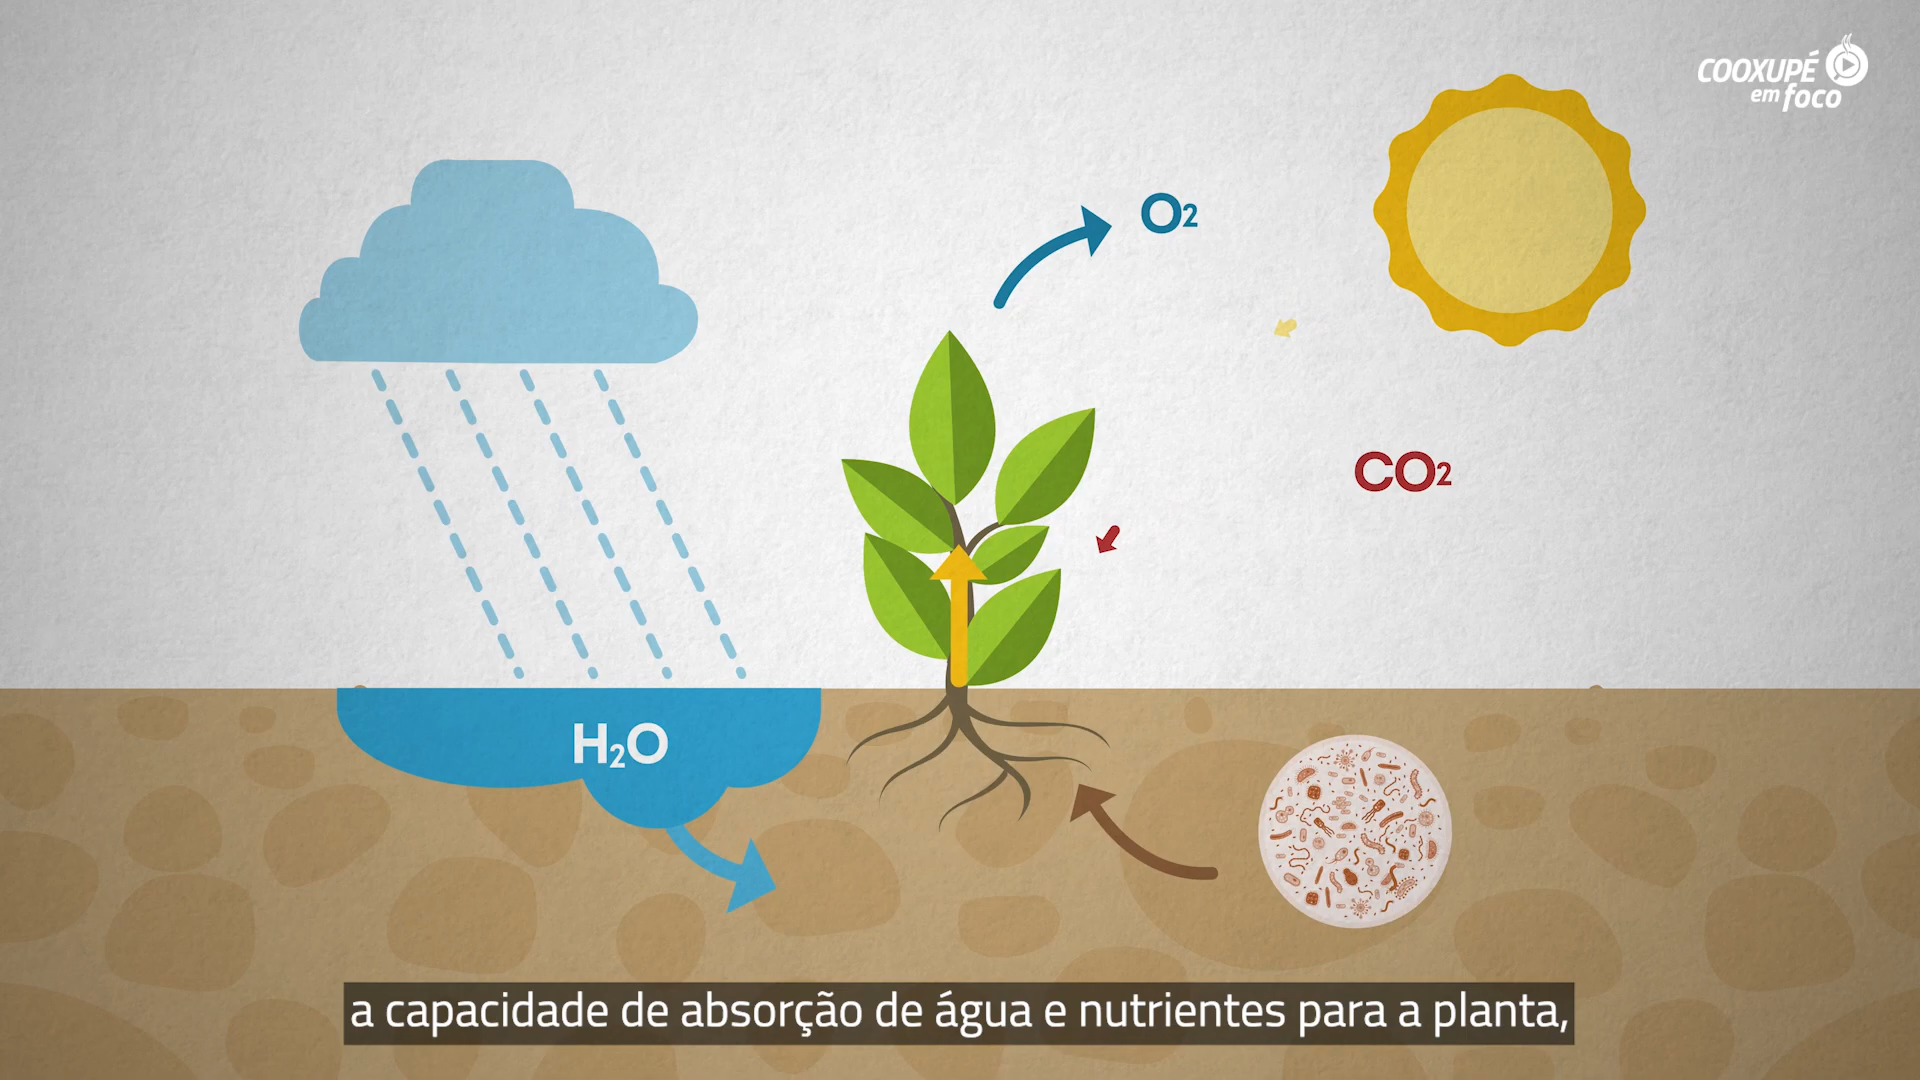 COOXUPÉ
em foco
O2
CO2
H2O
a capacidade de absorção de água e nutrientes para a planta,